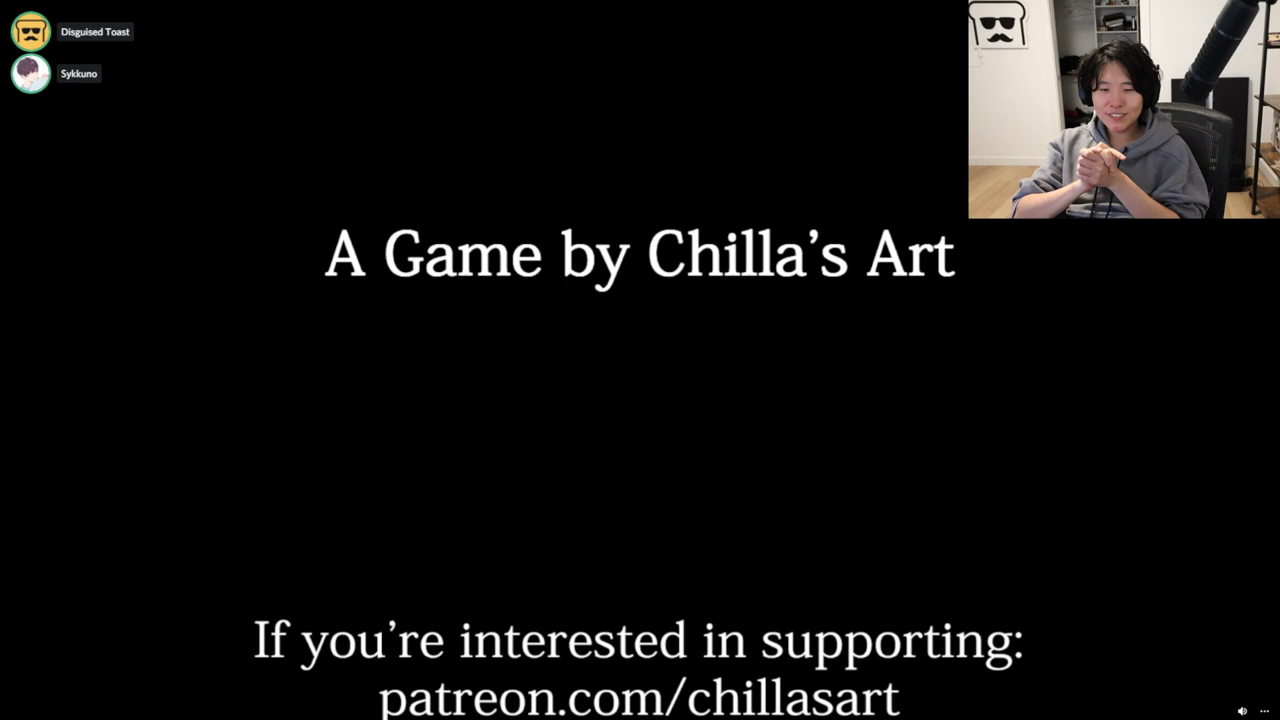 Disguised Toast
Sykkuno
A Game by Chilla’s Art
If you’re interested in supporting:
patreon.com/chillasart